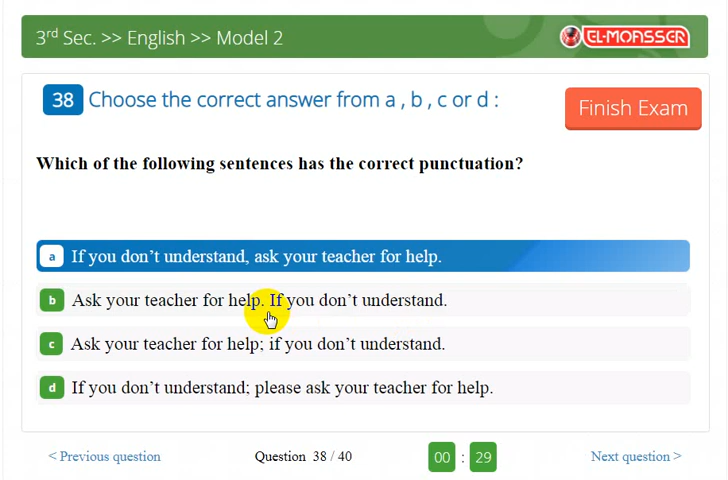 3rd Sec. >> English >> Model 2
EL-MOASSER
38 Choose the correct answer from a , b , c or d :
Finish Exam
Which of the following sentences has the correct punctuation?
a If you don't understand, ask your teacher for help.
b Ask your teacher for help. If you don't understand.
c Ask your teacher for help; if you don't understand.
d If you don't understand; please ask your teacher for help.
< Previous question Question 38 / 40 00 : 29 Next question >